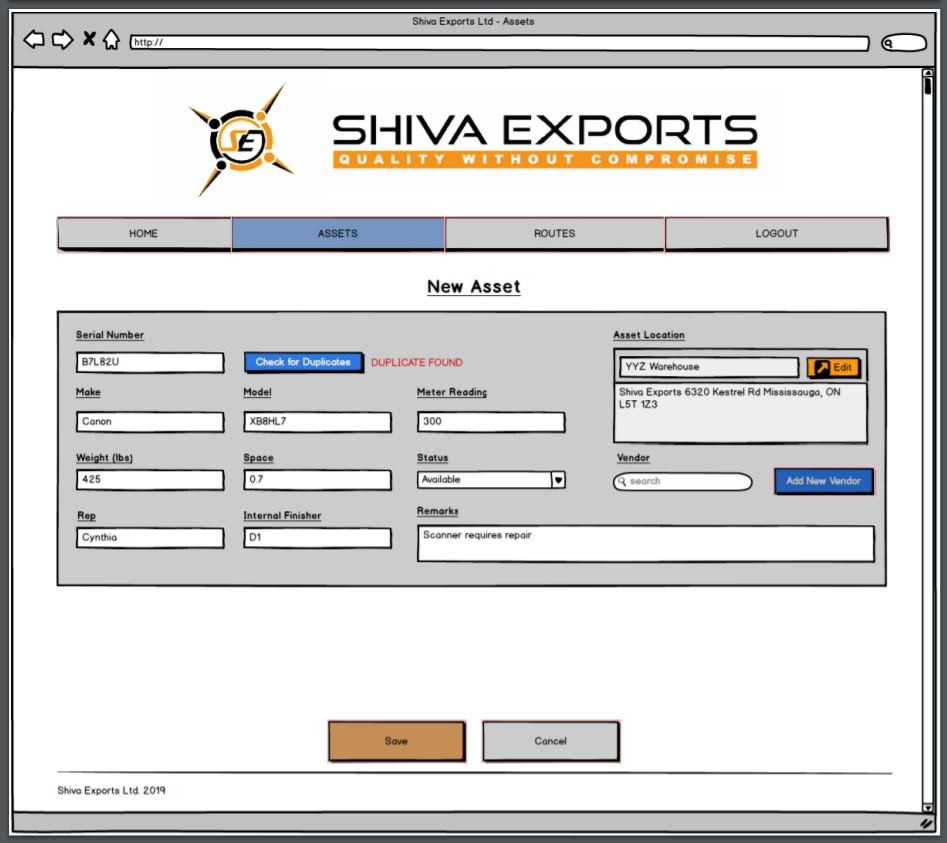 Shiva Exports Ltd - Assets
http://
SE
SHIVA EXPORTS
QUALITY WITHOUT COMPROMISE
HOME ASSETS ROUTES LOGOUT
New Asset
Serial Number
B7L82U Check for Duplicates DUPLICATE FOUND
Asset Location
YYZ Warehouse Edit
Shiva Exports 6320 Kestrel Rd Mississauga, ON
L5T 1Z3
Make Model Meter Reading
Canon XB8HL7 300
Weight (lbs) Space Status Vendor
425 0.7 Available search Add New Vendor
Rep Internal Finisher Remarks
Cynthia D1 Scanner requires repair
Save Cancel
Shiva Exports Ltd. 2019